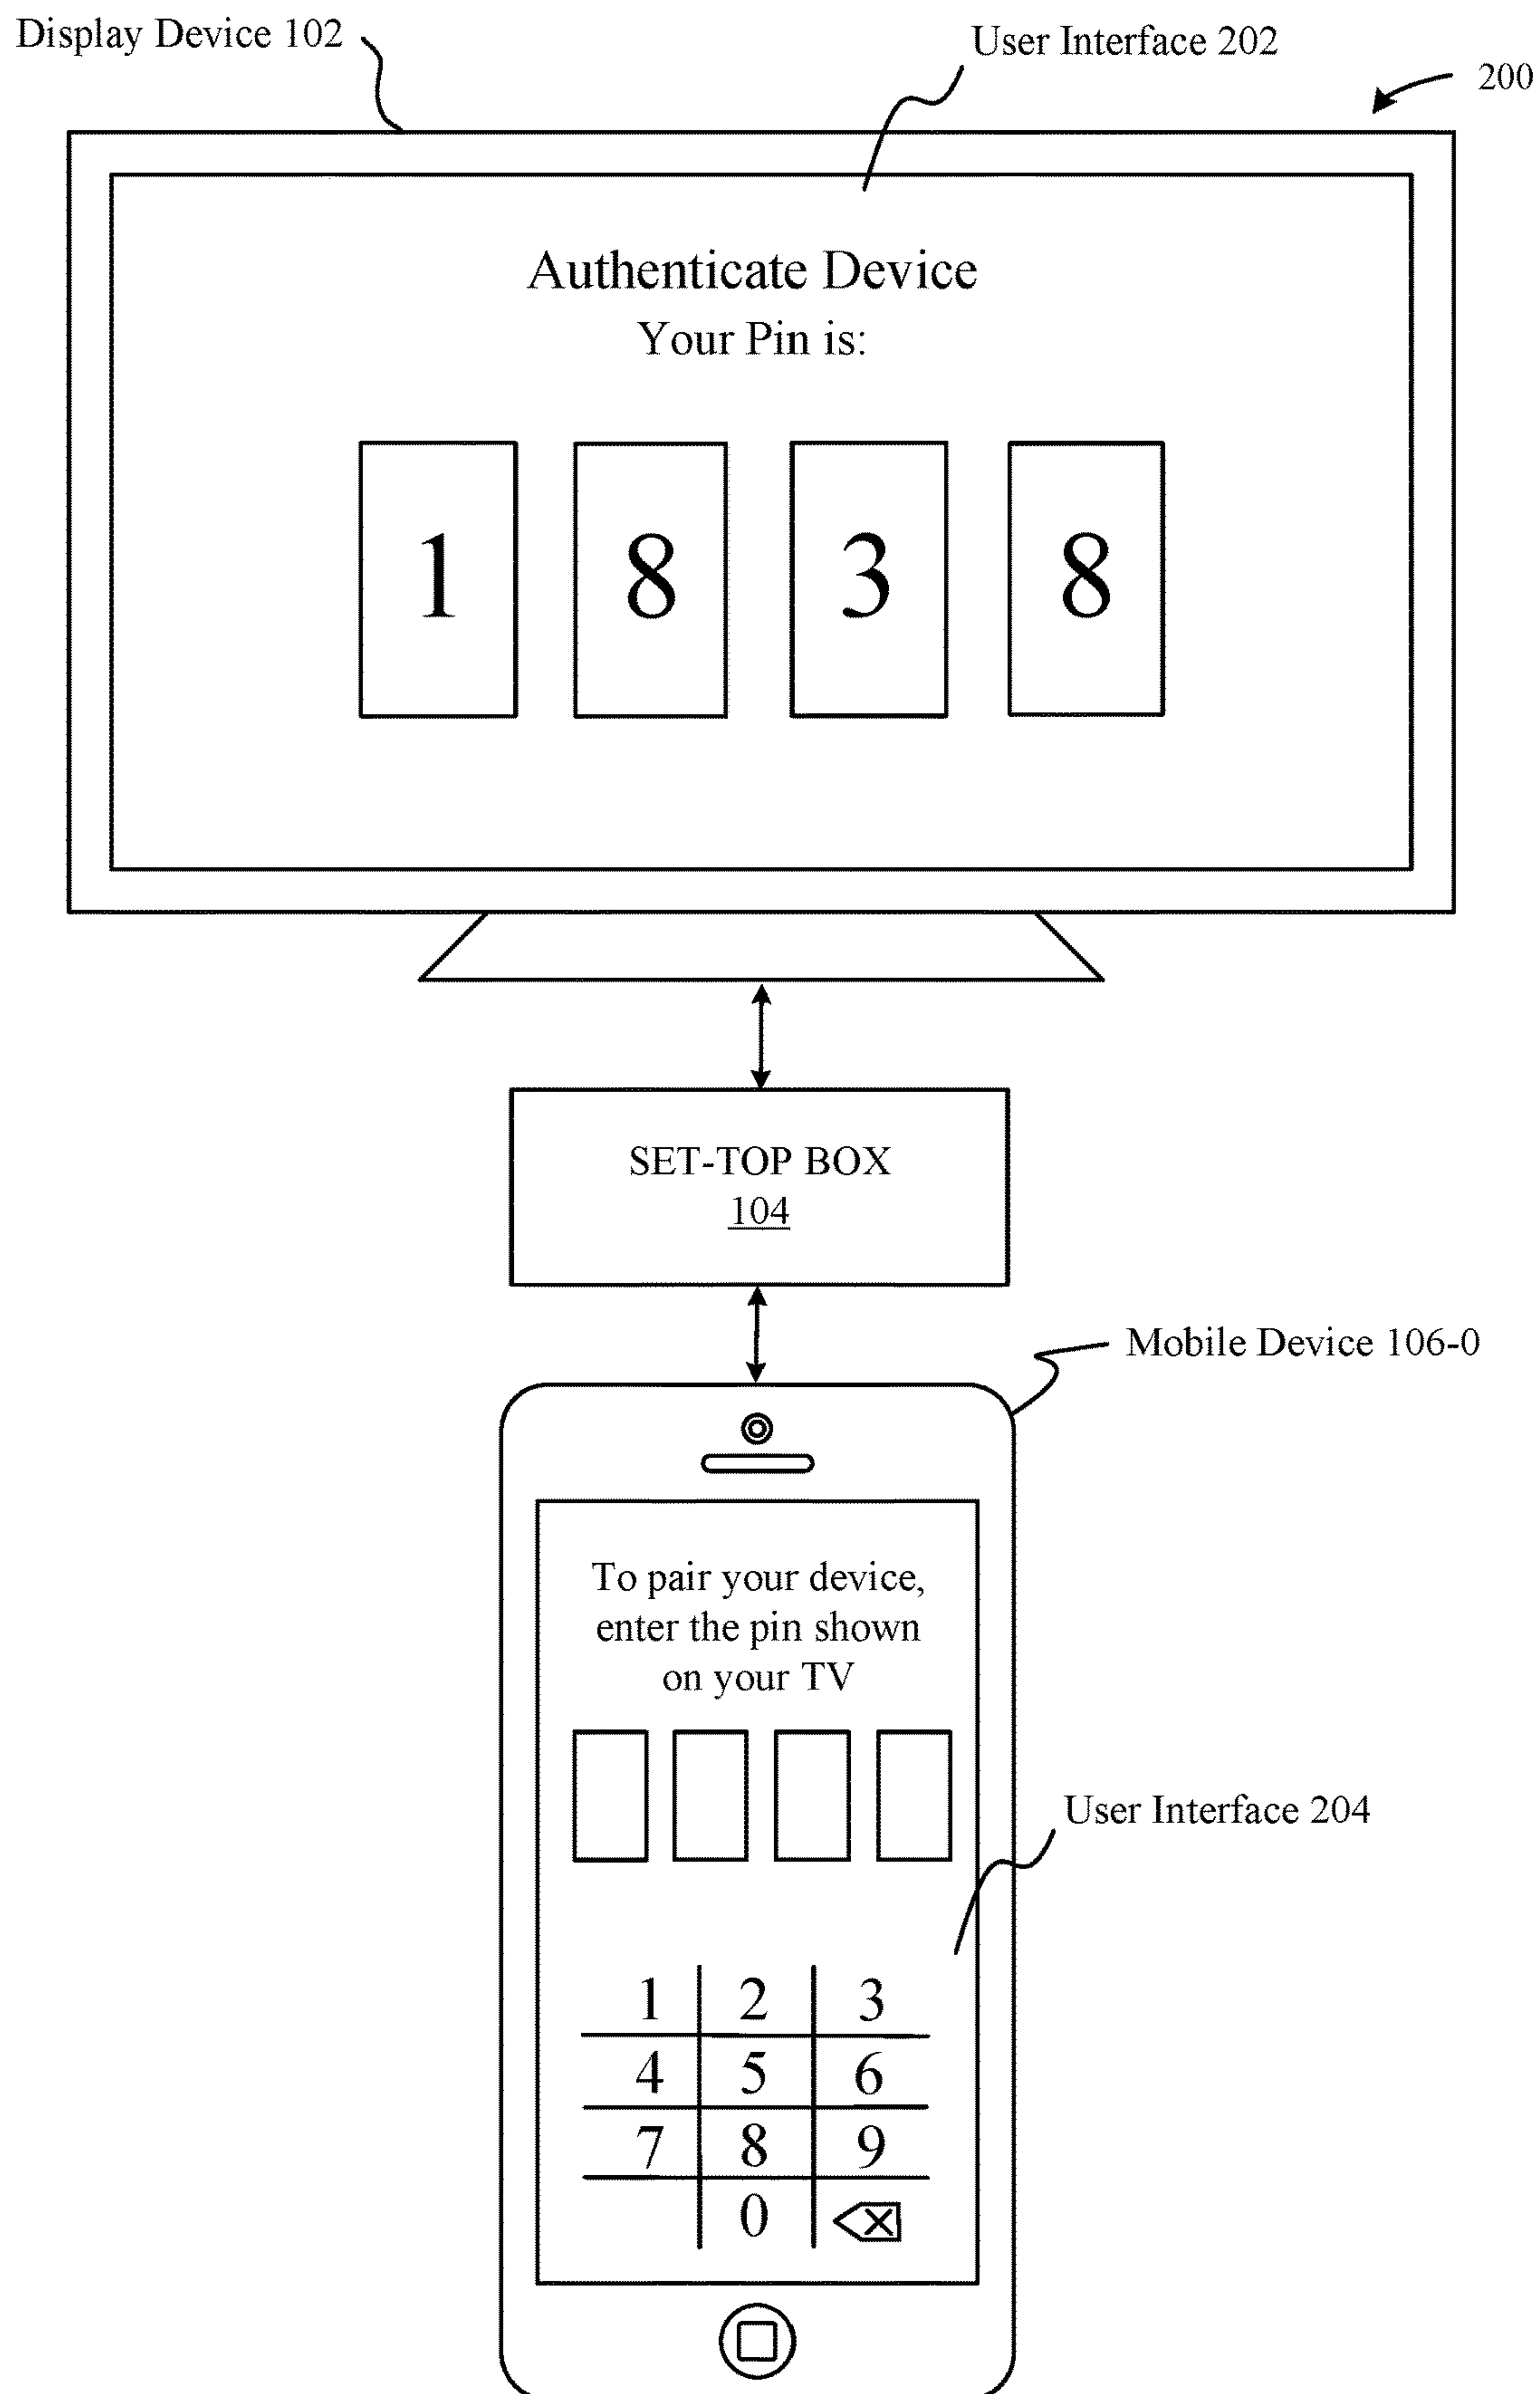 Display Device 102
User Interface 202
200
Authenticate Device
Your Pin is:
1 8 3 8
SET-TOP BOX
104
Mobile Device 106-0
To pair your device,
enter the pin shown
on your TV
User Interface 204
1 2 3
4 5 6
7 8 9
0